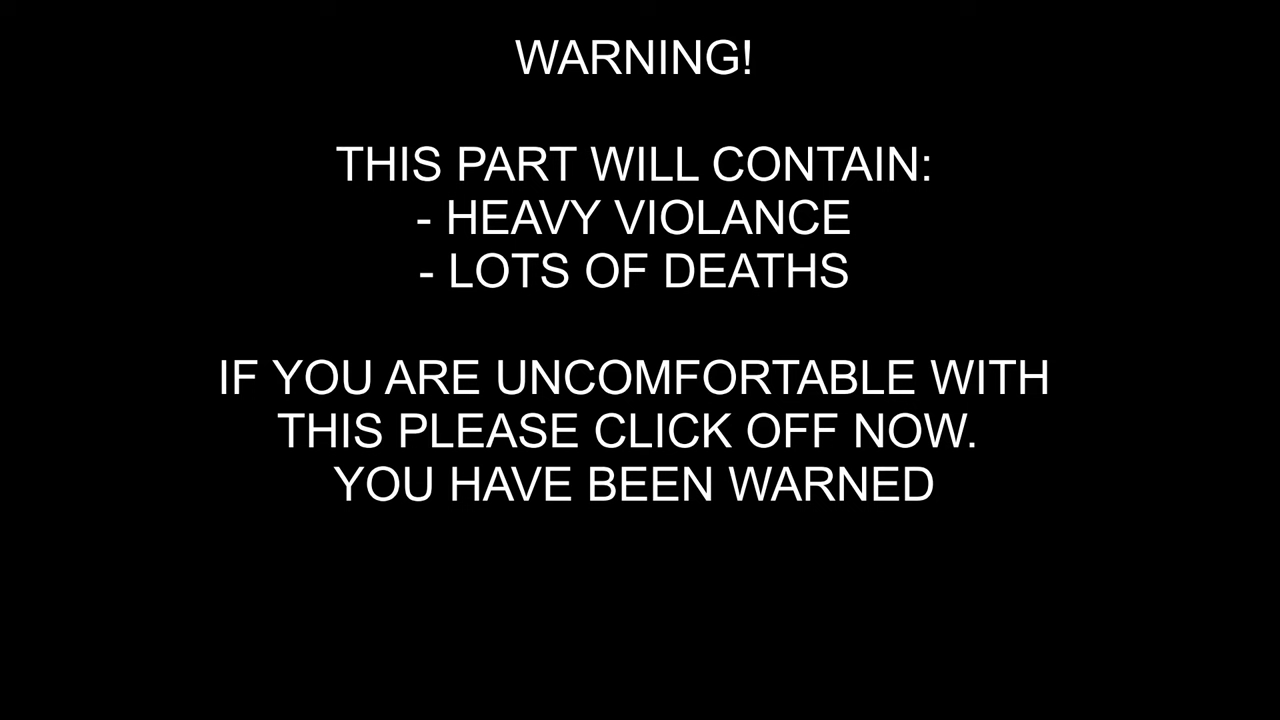 WARNING!
THIS PART WILL CONTAIN:
- HEAVY VIOLANCE
- LOTS OF DEATHS
IF YOU ARE UNCOMFORTABLE WITH
THIS PLEASE CLICK OFF NOW.
YOU HAVE BEEN WARNED